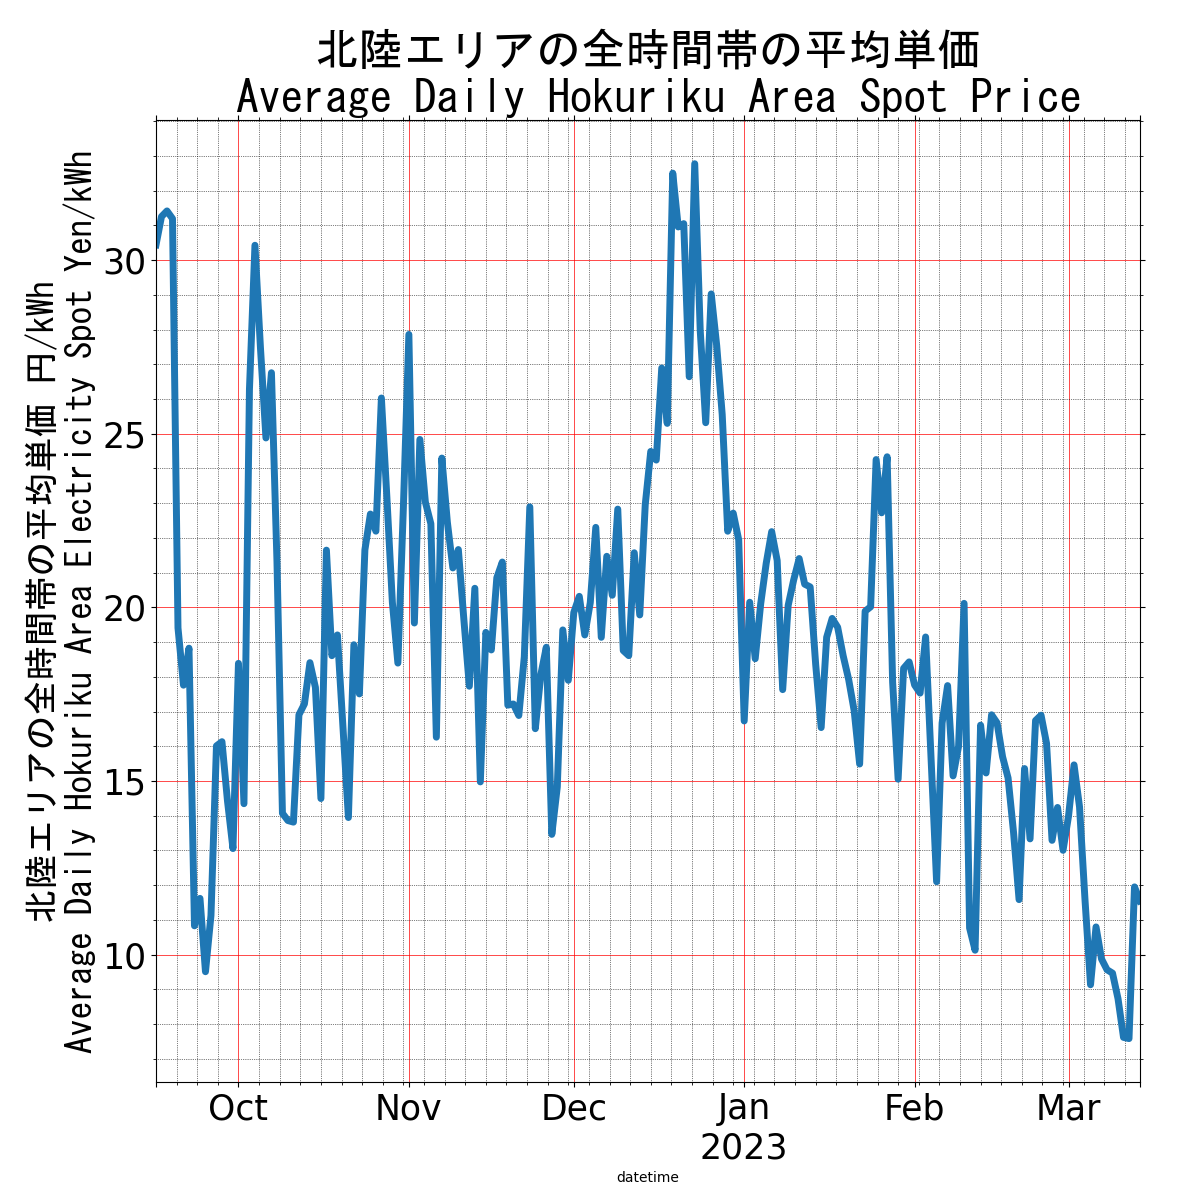 北陸エリアの全時間帯の平均単価
Average Daily Hokuriku Area Spot Price
北陸エリアの全時間帯の平均単価 円/kWh
Average Daily Hokuriku Area Electricity Spot Yen/kWh
30
25
20
15
10
Oct Nov Dec Jan Feb Mar
2023
datetime